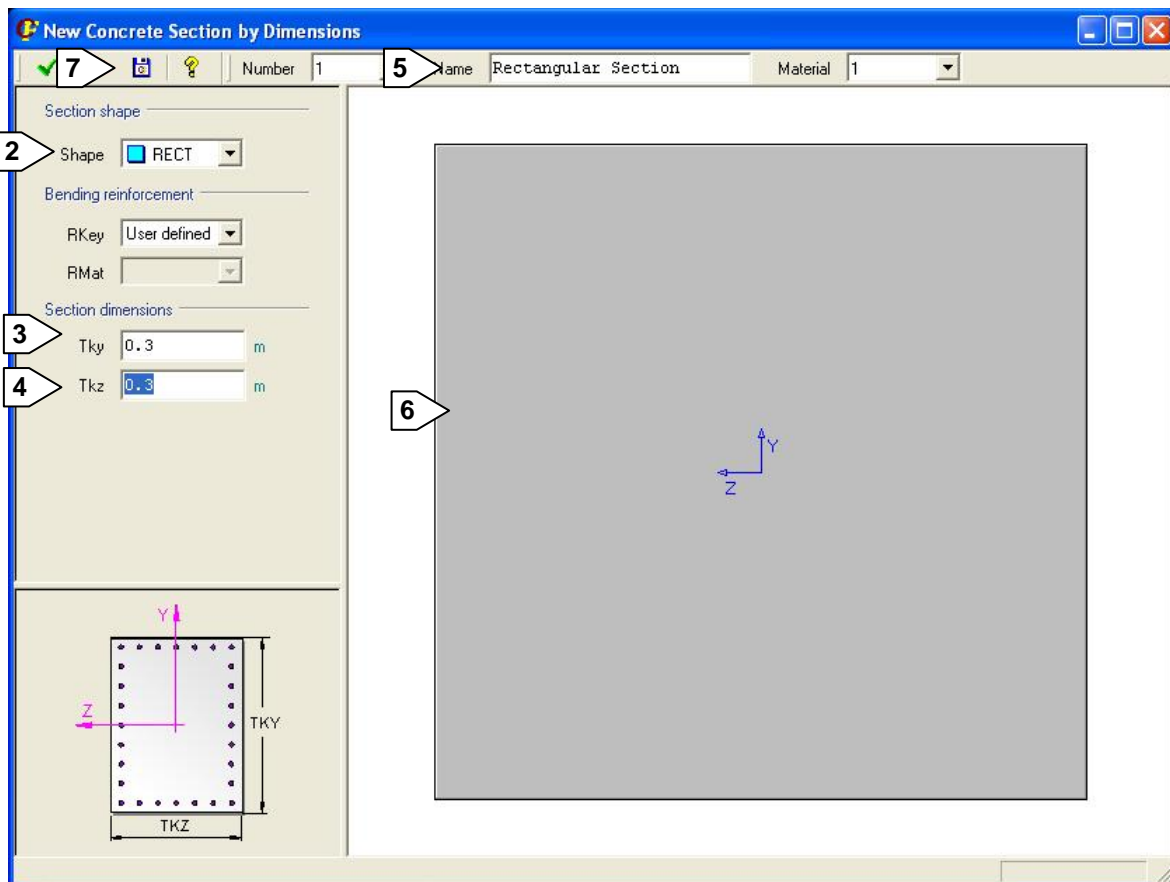 New Concrete Section by Dimensions
7 Number 1 5 Name Rectangular Section Material 1
Section shape
2 Shape RECT
Bending reinforcement
RKey User defined
RMat
Section dimensions
3 Tky 0.3 m
4 Tkz 0.3 m
6
Y
Z
Y
Z
TKY
TKZ